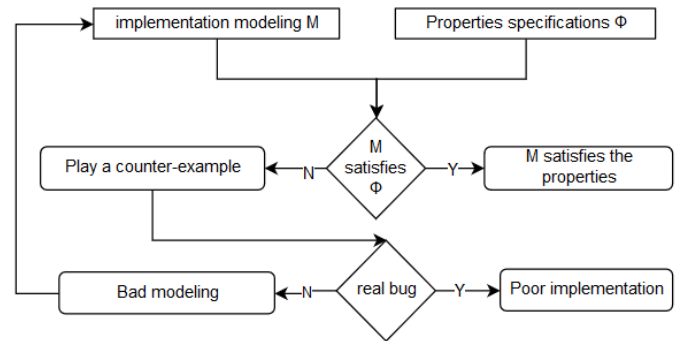 implementation modeling M
Properties specifications Φ
M
satisfies
Φ
N
Y
Play a counter-example
M satisfies the
properties
real bug
N
Y
Bad modeling
Poor implementation